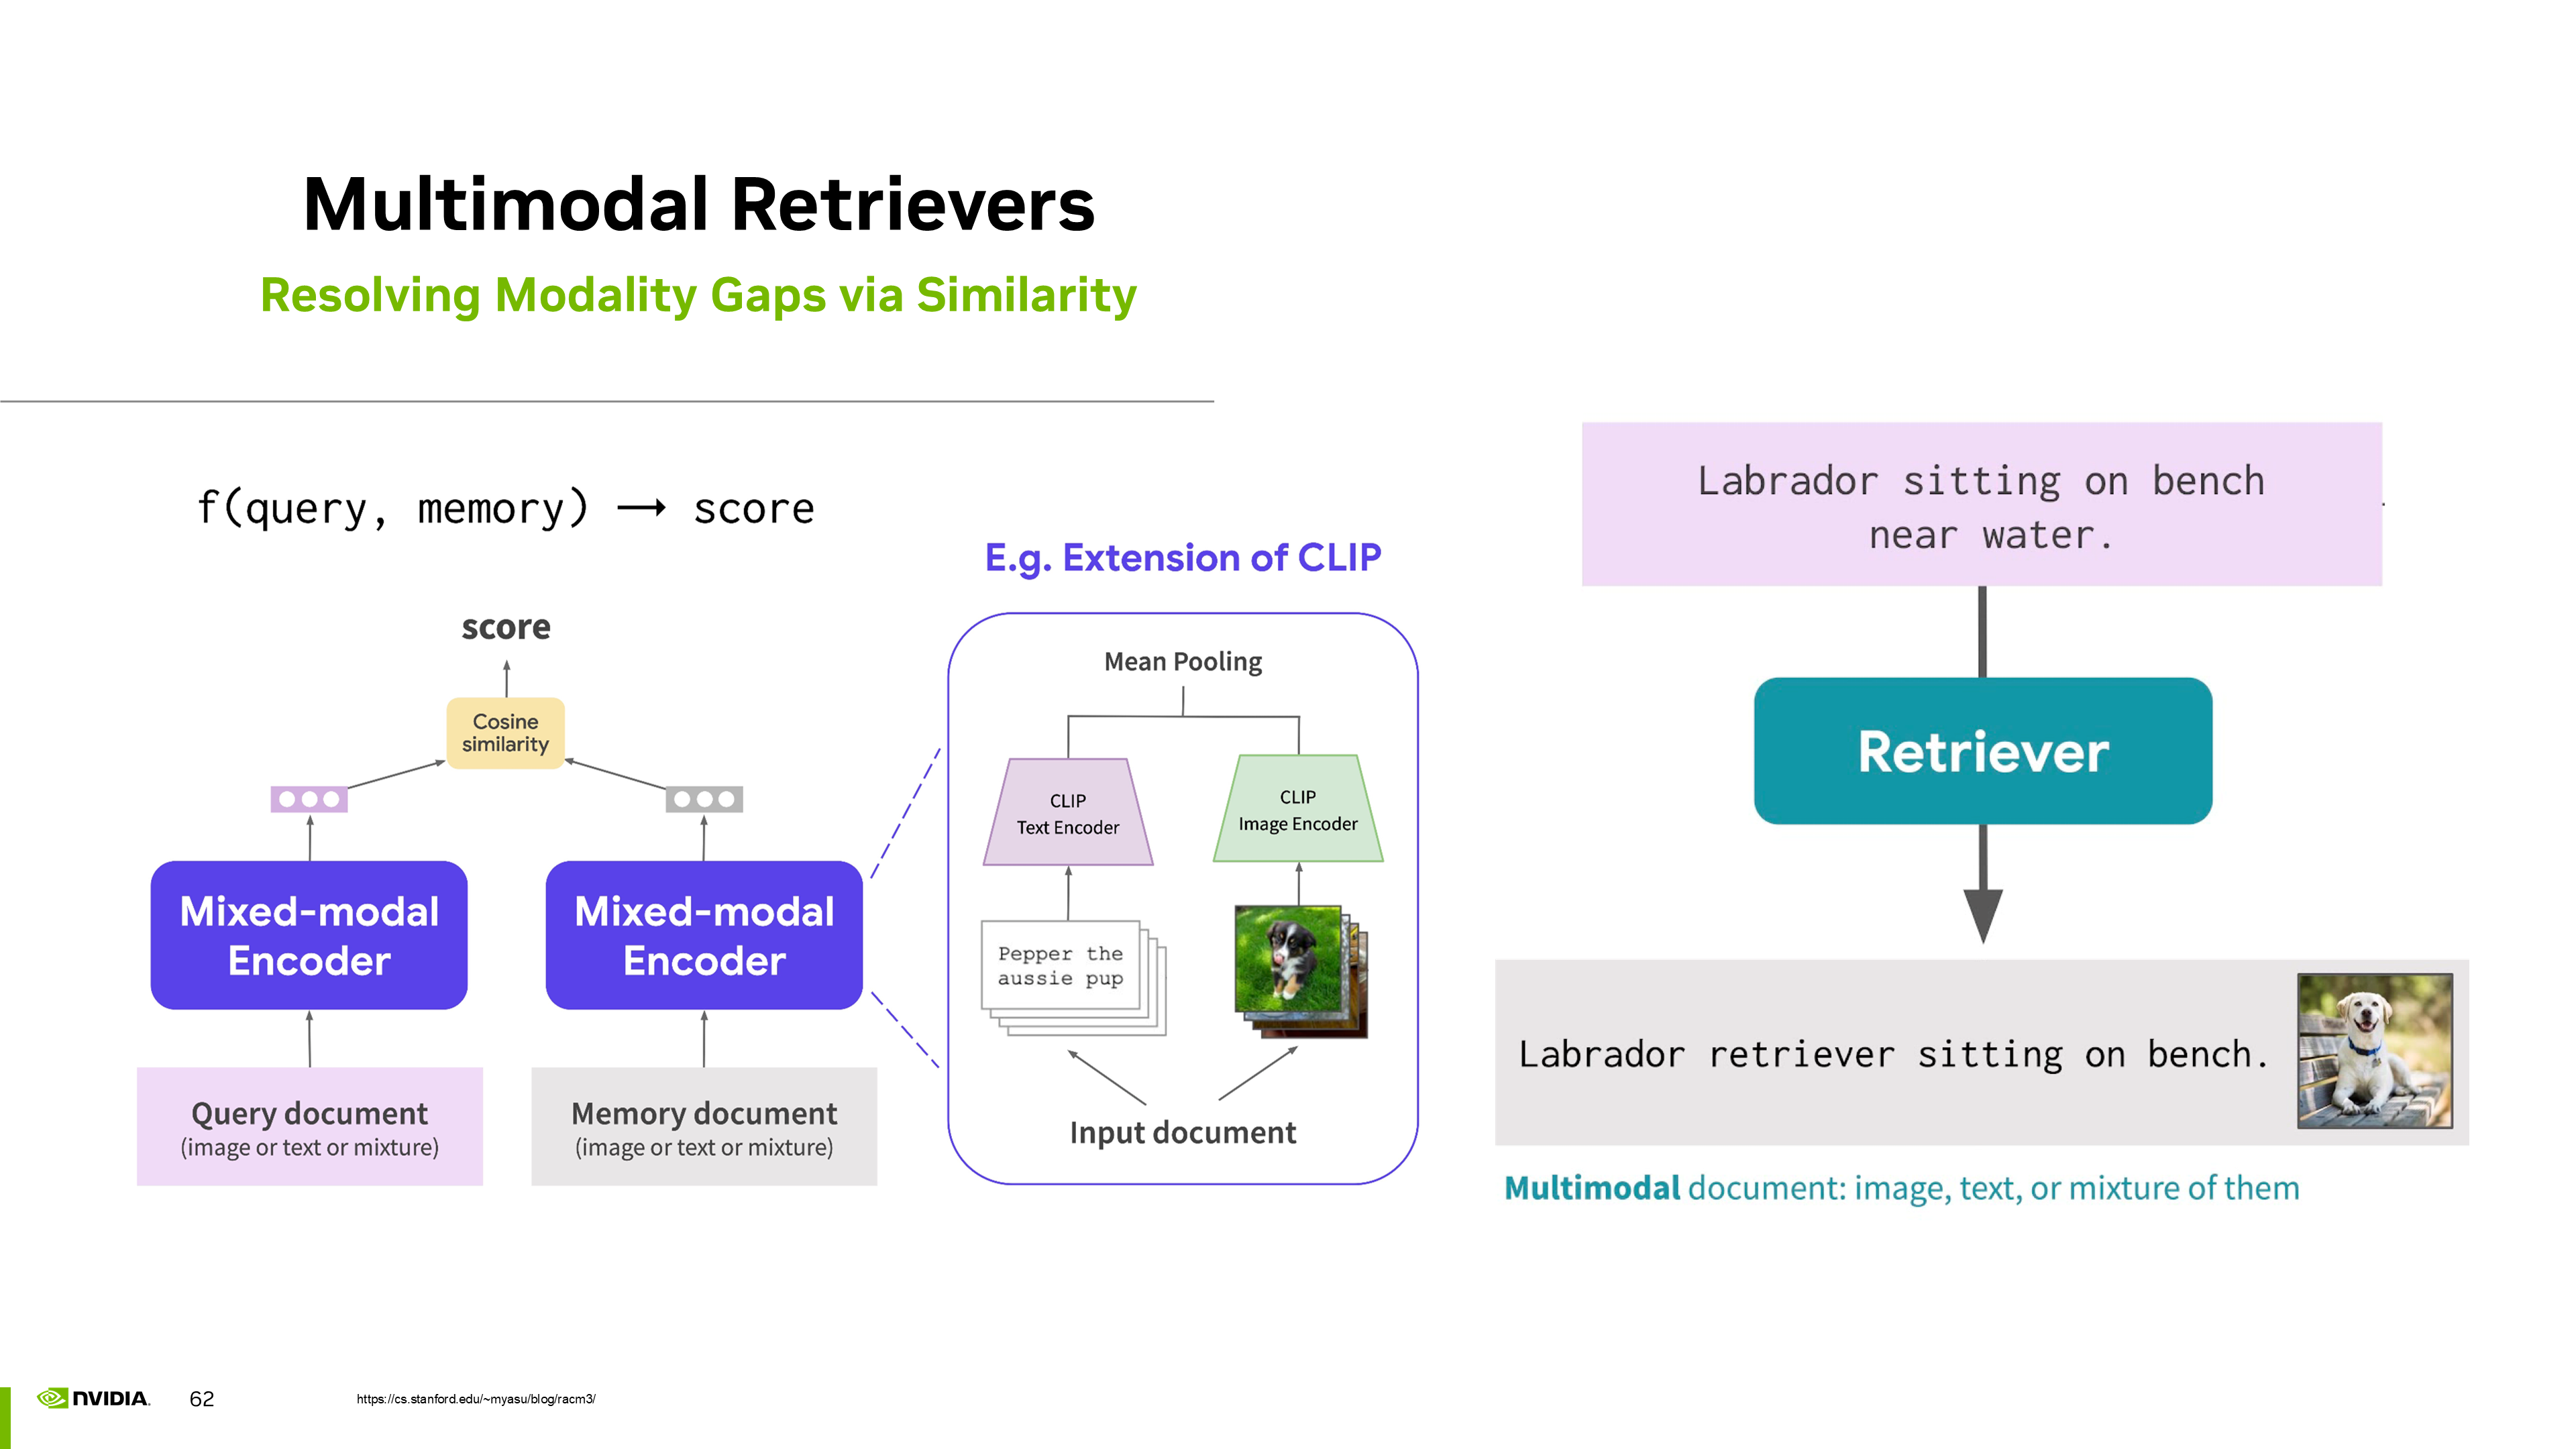 Multimodal Retrievers
Resolving Modality Gaps via Similarity
f(query, memory) → score
score
Cosine
similarity
Mixed-modal
Encoder
Mixed-modal
Encoder
Query document
(image or text or mixture)
Memory document
(image or text or mixture)
E.g. Extension of CLIP
Mean Pooling
CLIP
Text Encoder
CLIP
Image Encoder
Pepper the
aussie pup
Input document
Labrador sitting on bench
near water.
Retriever
Labrador retriever sitting on bench.
Multimodal document: image, text, or mixture of them
NVIDIA.
62
https://cs.stanford.edu/~myasu/blog/racm3/